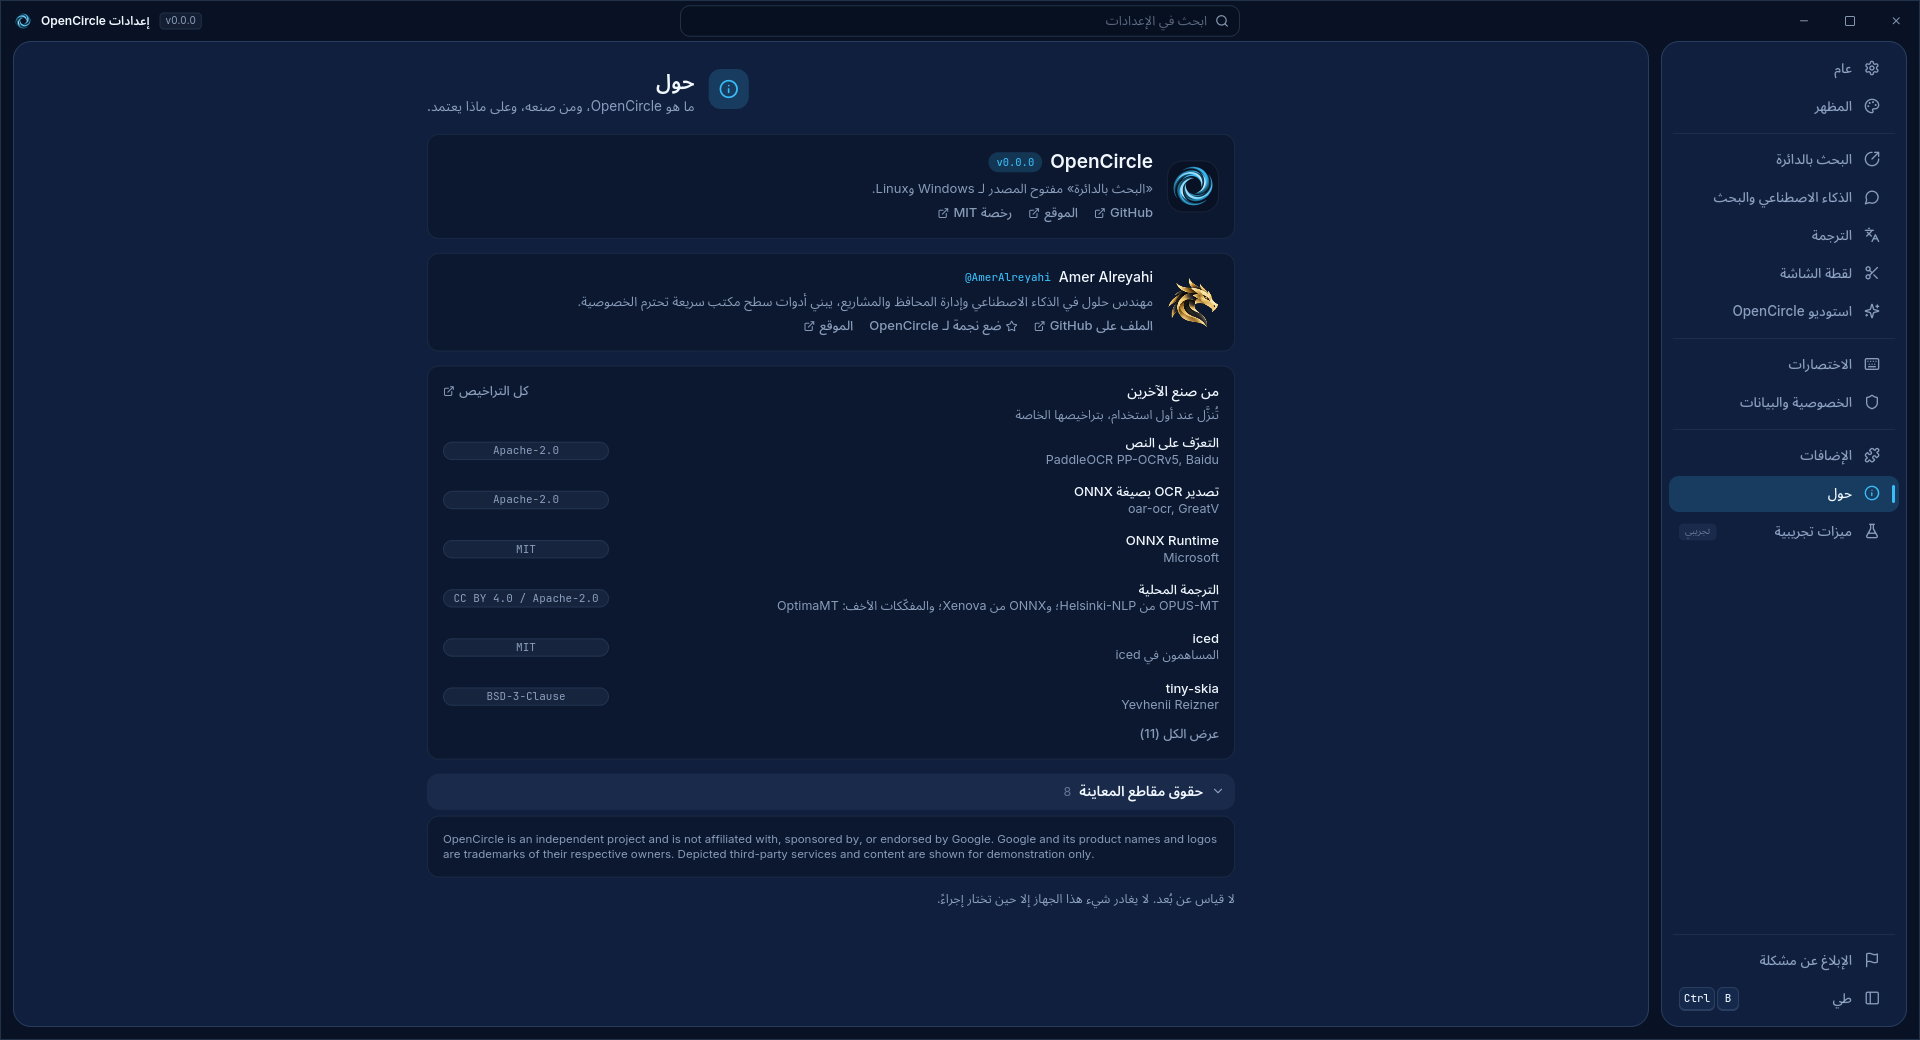 إعدادات OpenCircle
v0.0.0
ابحث في الإعدادات
عام
المظهر
البحث بالدائرة
الذكاء الاصطناعي والبحث
الترجمة
لقطة الشاشة
استوديو OpenCircle
الاختصارات
الخصوصية والبيانات
الإضافات
حول
ميزات تجريبية
تجريبي
الإبلاغ عن مشكلة
طي
Ctrl B
حول
ما هو OpenCircle، ومن صنعه، وعلى ماذا يعتمد.
OpenCircle v0.0.0
«البحث بالدائرة» مفتوح المصدر لـ Windows وLinux.
GitHub الموقع رخصة MIT
Amer Alreyahi @AmerAlreyahi
مهندس حلول في الذكاء الاصطناعي وإدارة المحافظ والمشاريع، يبني أدوات سطح مكتب سريعة تحترم الخصوصية.
الملف على GitHub ضع نجمة لـ OpenCircle الموقع
من صنع الآخرين
كل التراخيص
تُنزَّل عند أول استخدام، بتراخيصها الخاصة
التعرّف على النص
PaddleOCR PP-OCRv5, Baidu
Apache-2.0
تصدير OCR بصيغة ONNX
oar-ocr, GreatV
Apache-2.0
ONNX Runtime
Microsoft
MIT
الترجمة المحلية
OPUS-MT من Helsinki-NLP؛ وONNX من Xenova؛ والمفكّكات الأخف: OptimaMT
CC BY 4.0 / Apache-2.0
iced
المساهمون في iced
MIT
tiny-skia
Yevhenii Reizner
BSD-3-Clause
عرض الكل (11)
حقوق مقاطع المعاينة 8
OpenCircle is an independent project and is not affiliated with, sponsored by, or endorsed by Google. Google and its product names and logos
are trademarks of their respective owners. Depicted third-party services and content are shown for demonstration only.
لا قياس عن بُعد. لا يغادر شيء هذا الجهاز إلا حين تختار إجراءً.